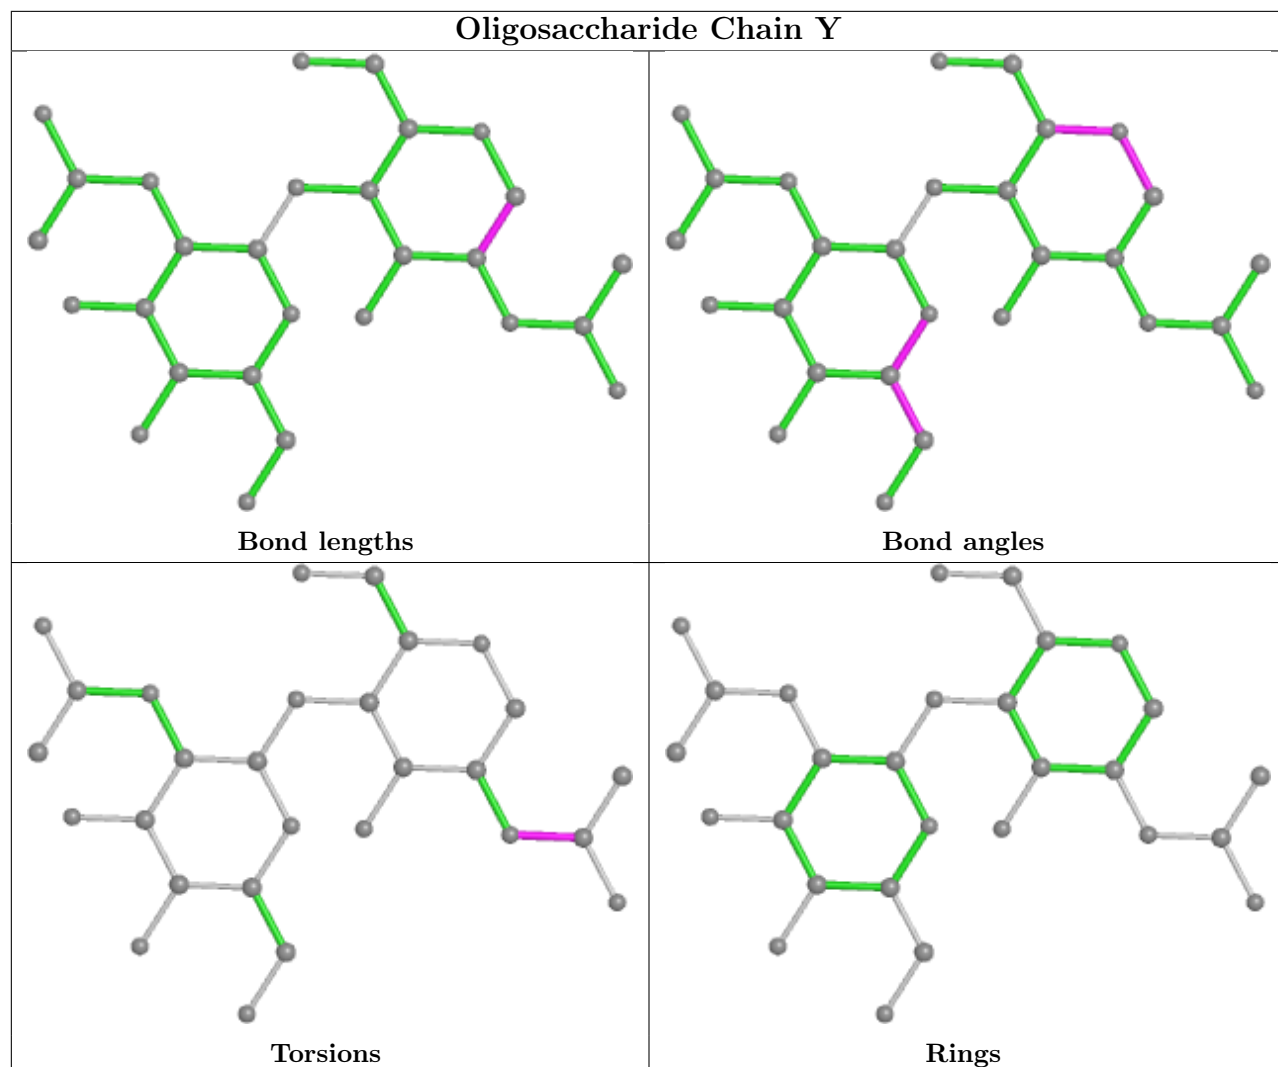 Oligosaccharide Chain Y
Bond lengths
Bond angles
Torsions
Rings